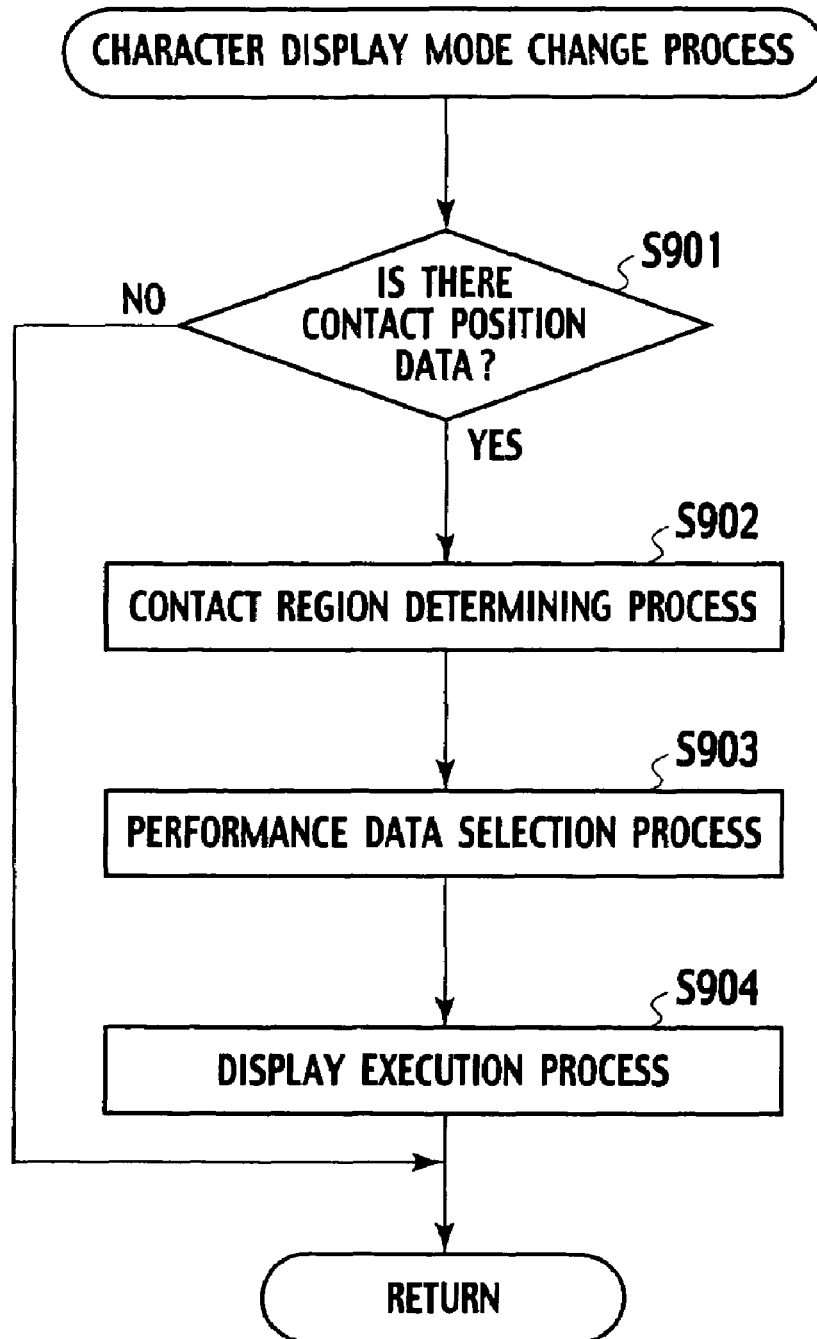 CHARACTER DISPLAY MODE CHANGE PROCESS
S901
IS THERE
CONTACT POSITION
DATA?
NO
YES
S902
CONTACT REGION DETERMINING PROCESS
S903
PERFORMANCE DATA SELECTION PROCESS
S904
DISPLAY EXECUTION PROCESS
RETURN